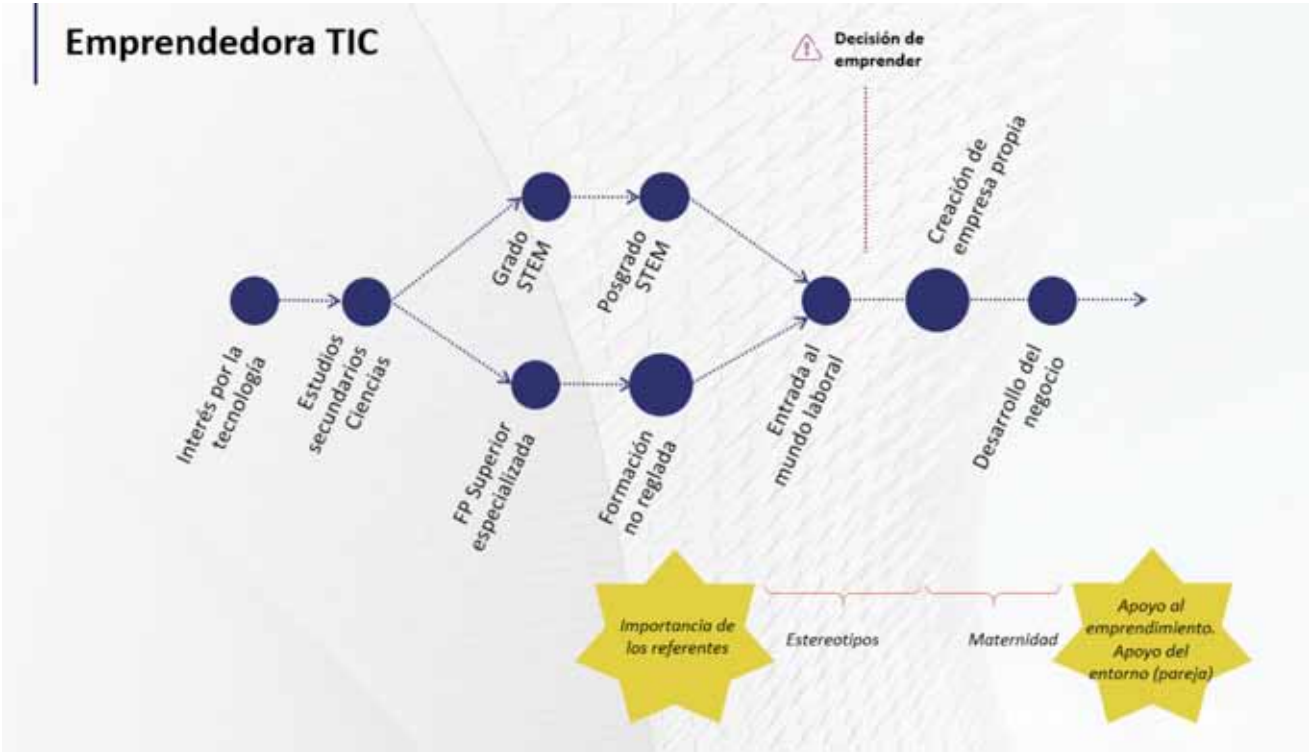 Emprendedora TIC
Decisión de
emprender
Creación de
empresa propia
Grado
STEM
Posgrado
STEM
Interés por la
tecnología
Estudios
secundarios
Ciencias
FP Superior
especializada
Formación
no reglada
Entrada al
mundo laboral
Desarrollo del
negocio
Importancia de
los referentes
Estereotipos
Maternidad
Apoyo al
emprendimiento.
Apoyo del
entorno (pareja)